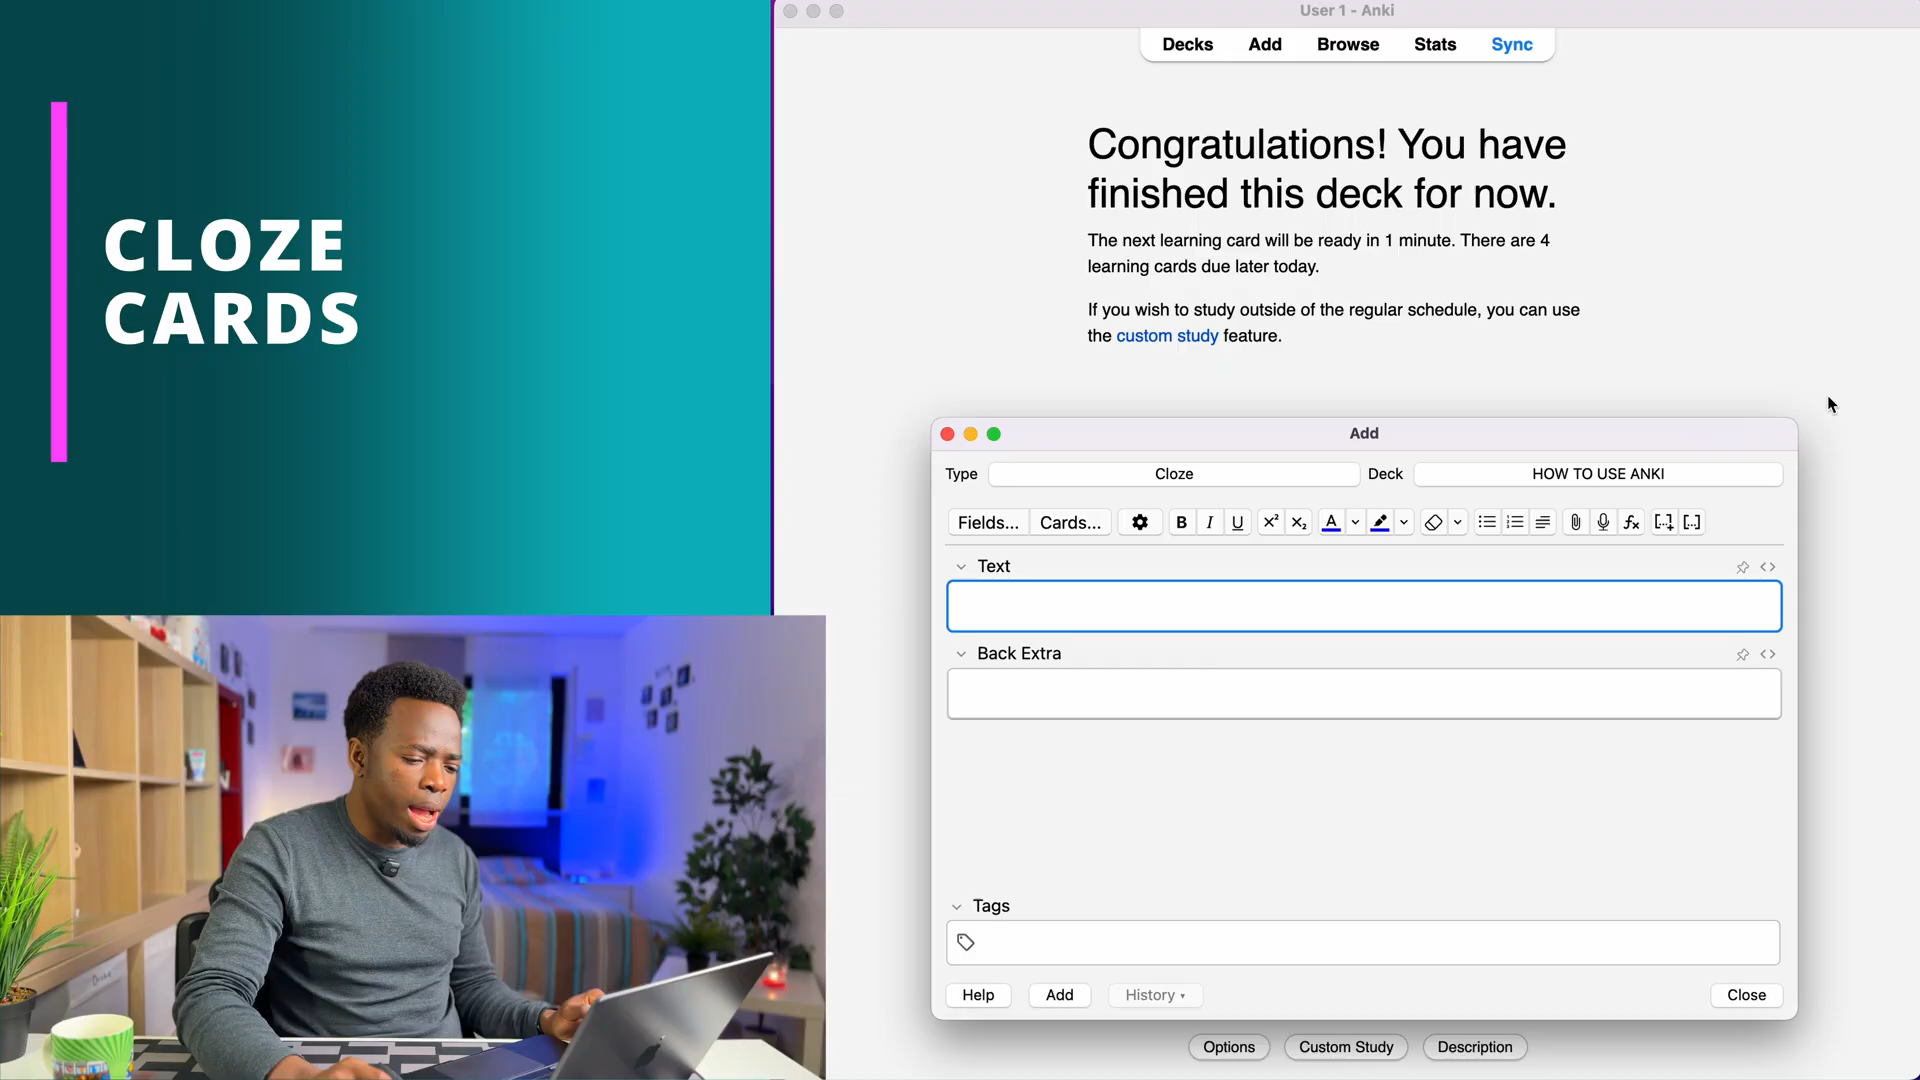 CLOZE
CARDS
User 1 - Anki
Decks Add Browse Stats Sync
Congratulations! You have
finished this deck for now.
The next learning card will be ready in 1 minute. There are 4
learning cards due later today.
If you wish to study outside of the regular schedule, you can use
the custom study feature.
Add
Type Cloze Deck HOW TO USE ANKI
Fields... Cards... B I U X² X₂ A fx [...]+ [...]
Text
Back Extra
Tags
Help Add History Close
Options Custom Study Description